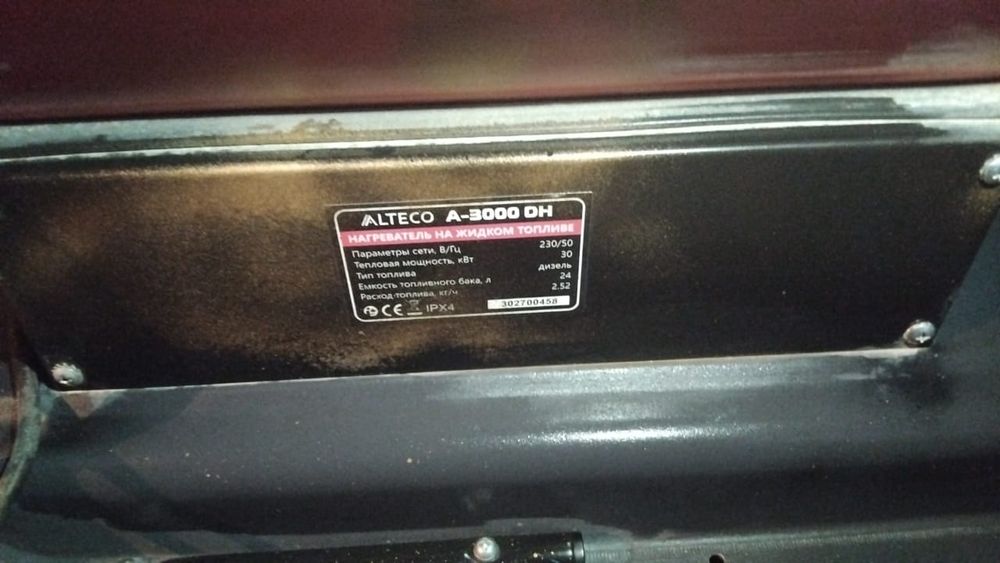 ALTECO A-3000 DH
НАГРЕВАТЕЛЬ НА ЖИДКОМ ТОПЛИВЕ
Параметры сети, В/Гц 230/50
Тепловая мощность, кВт 30
Тип топлива дизель
Емкость топливного бака, л 24
Расход топлива, кг/ч 2.52
CE IPX4 302700458